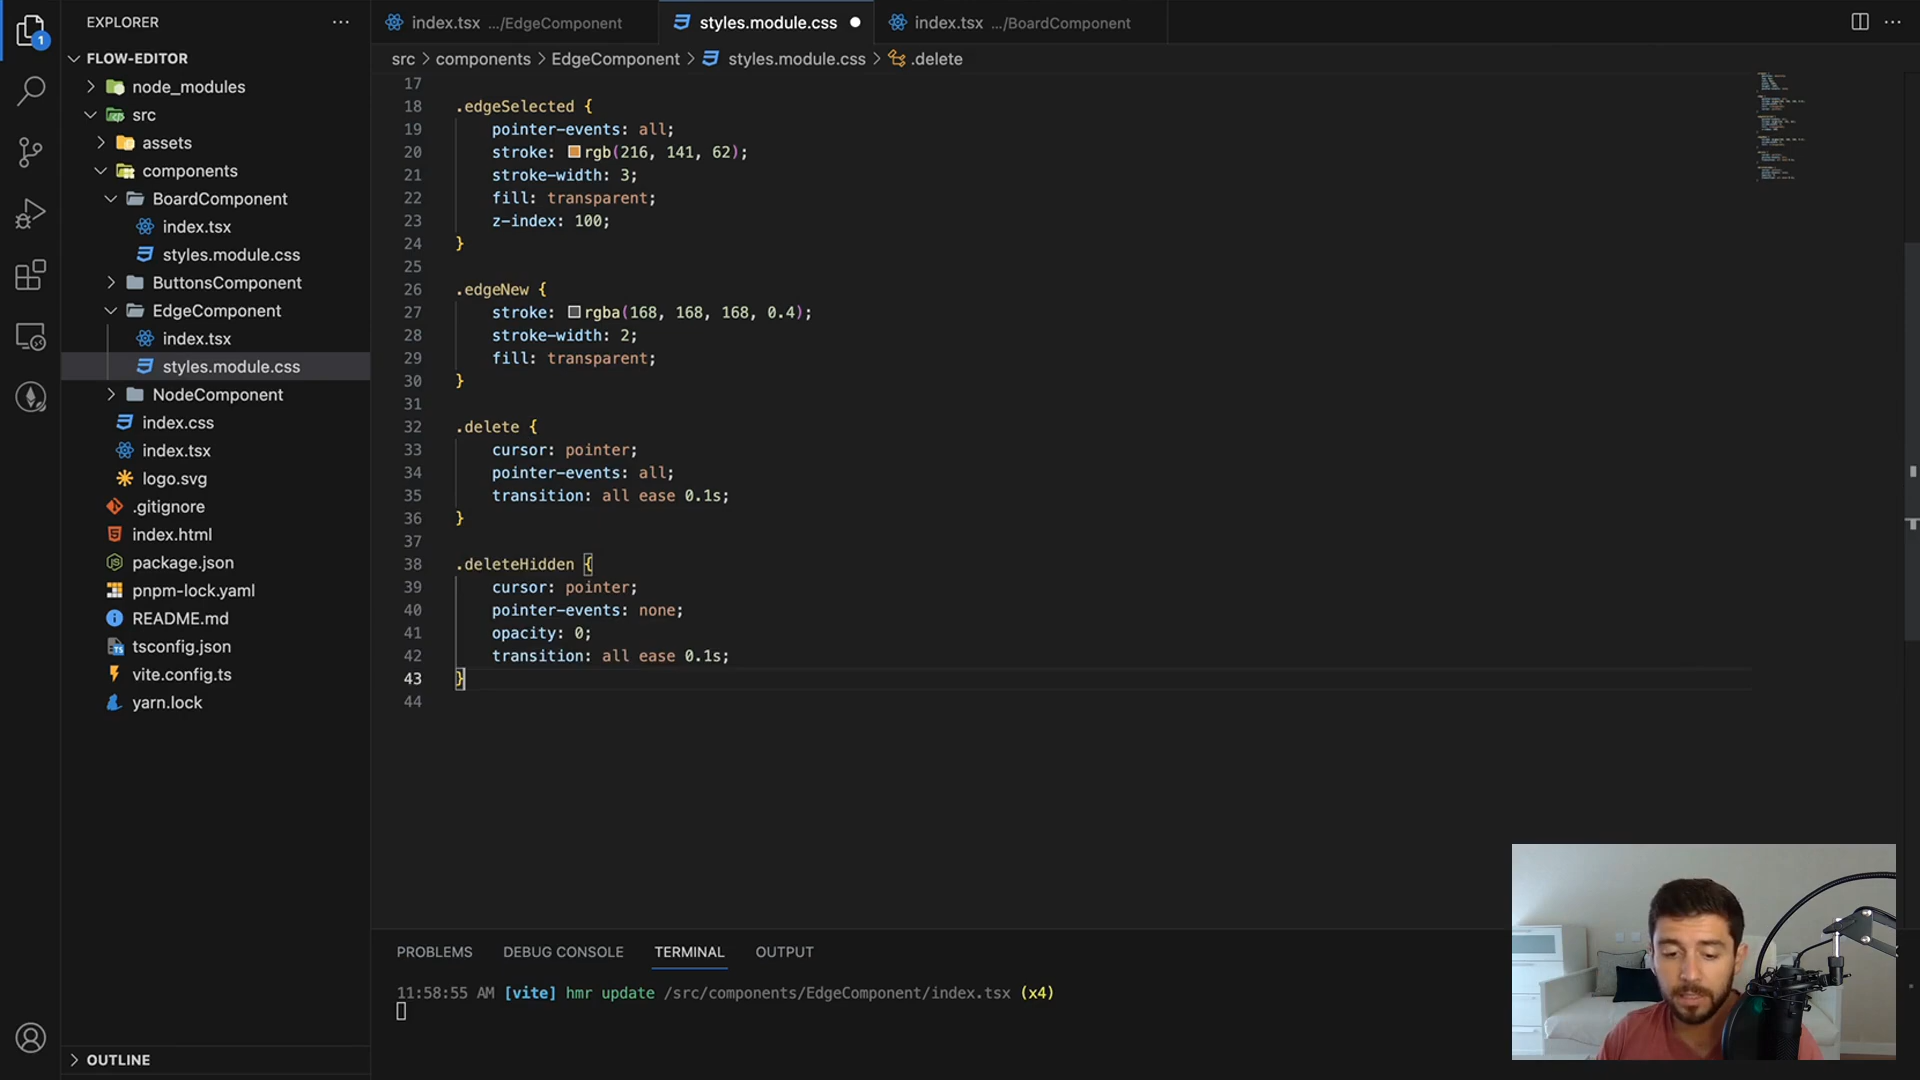 EXPLORER
FLOW-EDITOR
node_modules
src
assets
components
BoardComponent
index.tsx
styles.module.css
ButtonsComponent
EdgeComponent
index.tsx
styles.module.css
NodeComponent
index.css
index.tsx
logo.svg
.gitignore
index.html
package.json
pnpm-lock.yaml
README.md
tsconfig.json
vite.config.ts
yarn.lock
OUTLINE
1
index.tsx .../EdgeComponent
styles.module.css
index.tsx .../BoardComponent
src > components > EdgeComponent > styles.module.css > .delete
17
18 .edgeSelected {
19 pointer-events: all;
20 stroke: rgb(216, 141, 62);
21 stroke-width: 3;
22 fill: transparent;
23 z-index: 100;
24 }
25
26 .edgeNew {
27 stroke: rgba(168, 168, 168, 0.4);
28 stroke-width: 2;
29 fill: transparent;
30 }
31
32 .delete {
33 cursor: pointer;
34 pointer-events: all;
35 transition: all ease 0.1s;
36 }
37
38 .deleteHidden {
39 cursor: pointer;
40 pointer-events: none;
41 opacity: 0;
42 transition: all ease 0.1s;
43 }
44
PROBLEMS DEBUG CONSOLE TERMINAL OUTPUT
11:58:55 AM [vite] hmr update /src/components/EdgeComponent/index.tsx (x4)